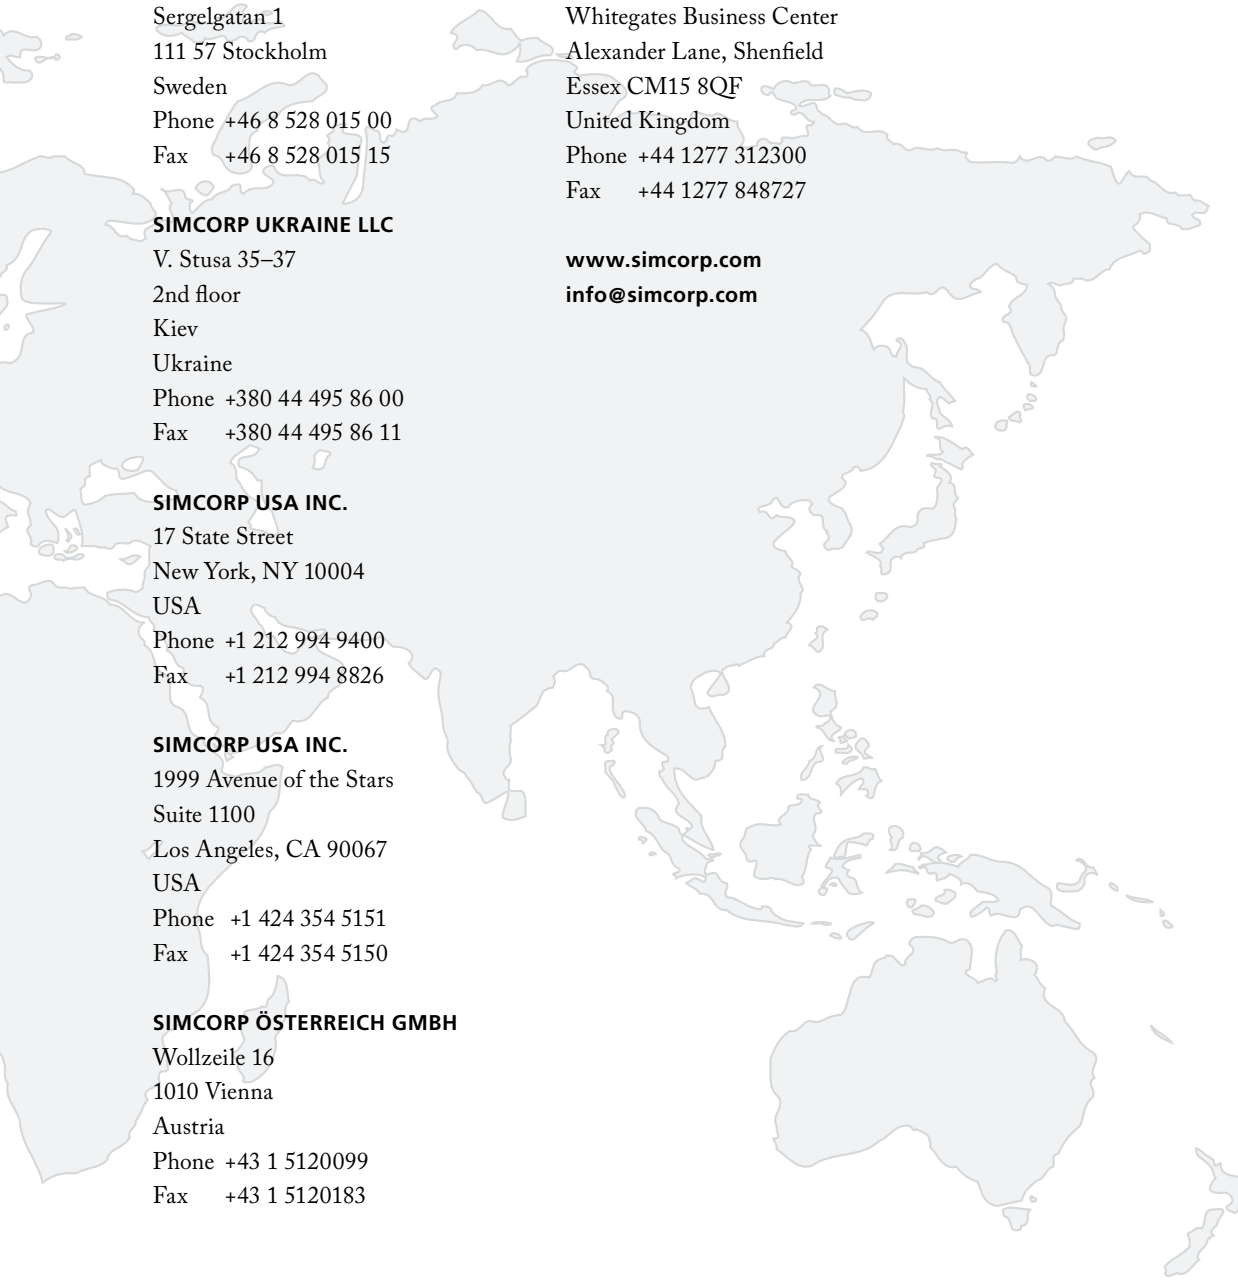 Sergelgatan 1
111 57 Stockholm
Sweden
Phone +46 8 528 015 00
Fax +46 8 528 015 15
SIMCORP UKRAINE LLC
V. Stusa 35–37
2nd floor
Kiev
Ukraine
Phone +380 44 495 86 00
Fax +380 44 495 86 11
SIMCORP USA INC.
17 State Street
New York, NY 10004
USA
Phone +1 212 994 9400
Fax +1 212 994 8826
SIMCORP USA INC.
1999 Avenue of the Stars
Suite 1100
Los Angeles, CA 90067
USA
Phone +1 424 354 5151
Fax +1 424 354 5150
SIMCORP ÖSTERREICH GMBH
Wollzeile 16
1010 Vienna
Austria
Phone +43 1 5120099
Fax +43 1 5120183
Whitegates Business Center
Alexander Lane, Shenfield
Essex CM15 8QF
United Kingdom
Phone +44 1277 312300
Fax +44 1277 848727
www.simcorp.com
info@simcorp.com